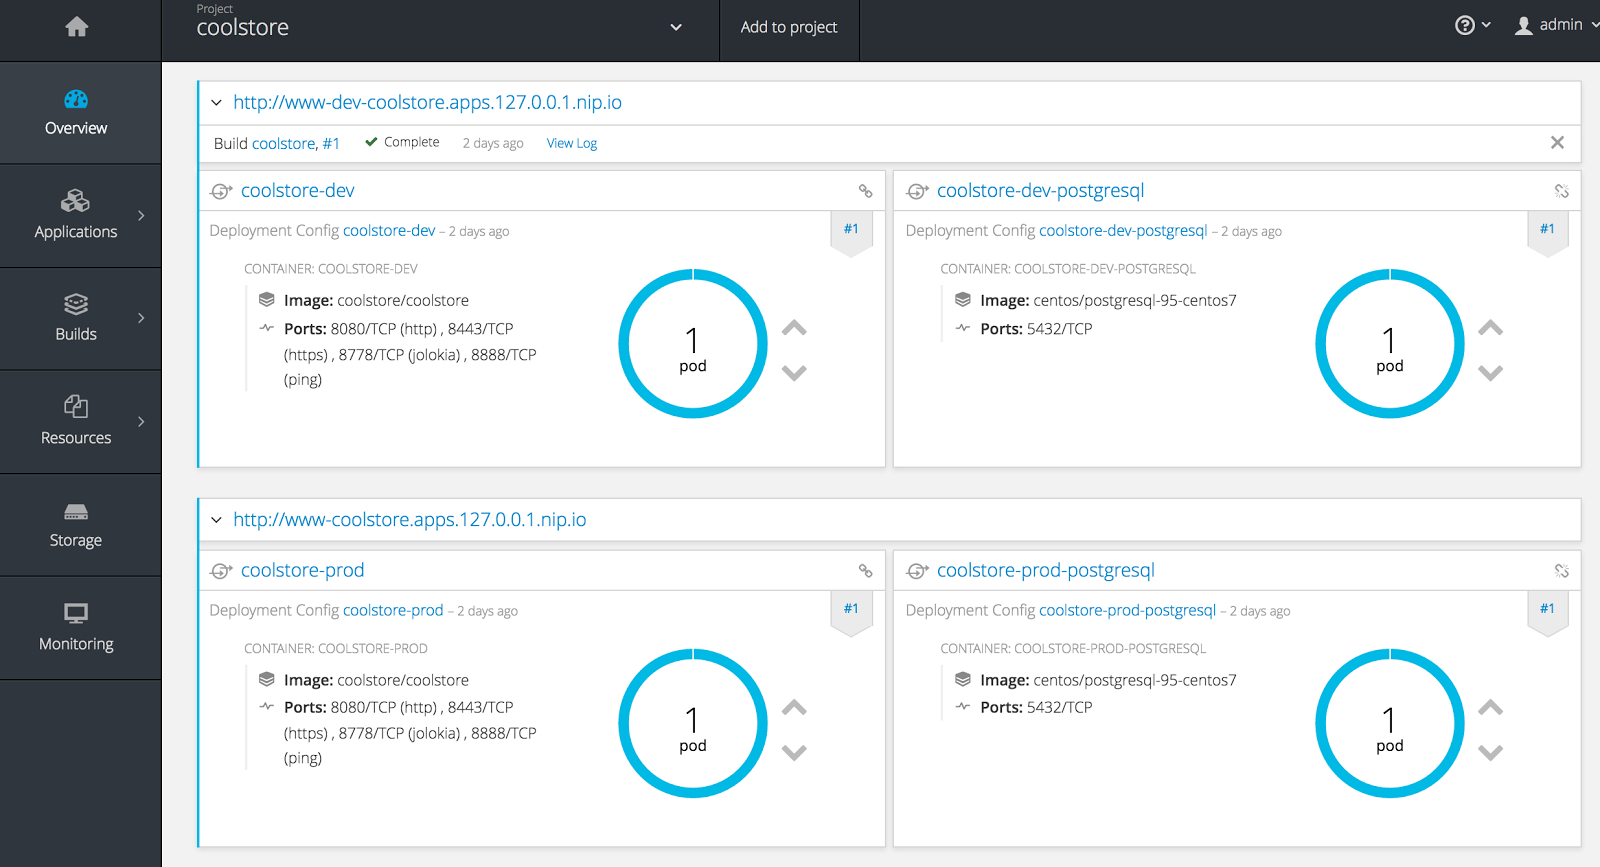 Project
coolstore
Add to project
admin
Overview
Applications
Builds
Resources
Storage
Monitoring
http://www-dev-coolstore.apps.127.0.0.1.nip.io
Build coolstore, #1 Complete 2 days ago View Log
coolstore-dev
Deployment Config coolstore-dev – 2 days ago
#1
CONTAINER: COOLSTORE-DEV
Image: coolstore/coolstore
Ports: 8080/TCP (http) , 8443/TCP
(https) , 8778/TCP (jolokia) , 8888/TCP
(ping)
1
pod
coolstore-dev-postgresql
Deployment Config coolstore-dev-postgresql – 2 days ago
#1
CONTAINER: COOLSTORE-DEV-POSTGRESQL
Image: centos/postgresql-95-centos7
Ports: 5432/TCP
1
pod
http://www-coolstore.apps.127.0.0.1.nip.io
coolstore-prod
Deployment Config coolstore-prod – 2 days ago
#1
CONTAINER: COOLSTORE-PROD
Image: coolstore/coolstore
Ports: 8080/TCP (http) , 8443/TCP
(https) , 8778/TCP (jolokia) , 8888/TCP
(ping)
1
pod
coolstore-prod-postgresql
Deployment Config coolstore-prod-postgresql – 2 days ago
#1
CONTAINER: COOLSTORE-PROD-POSTGRESQL
Image: centos/postgresql-95-centos7
Ports: 5432/TCP
1
pod